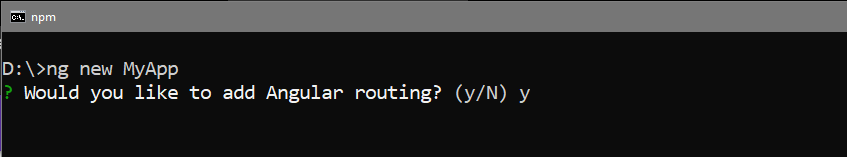 npm
D:\>ng new MyApp
? Would you like to add Angular routing? (y/N) y